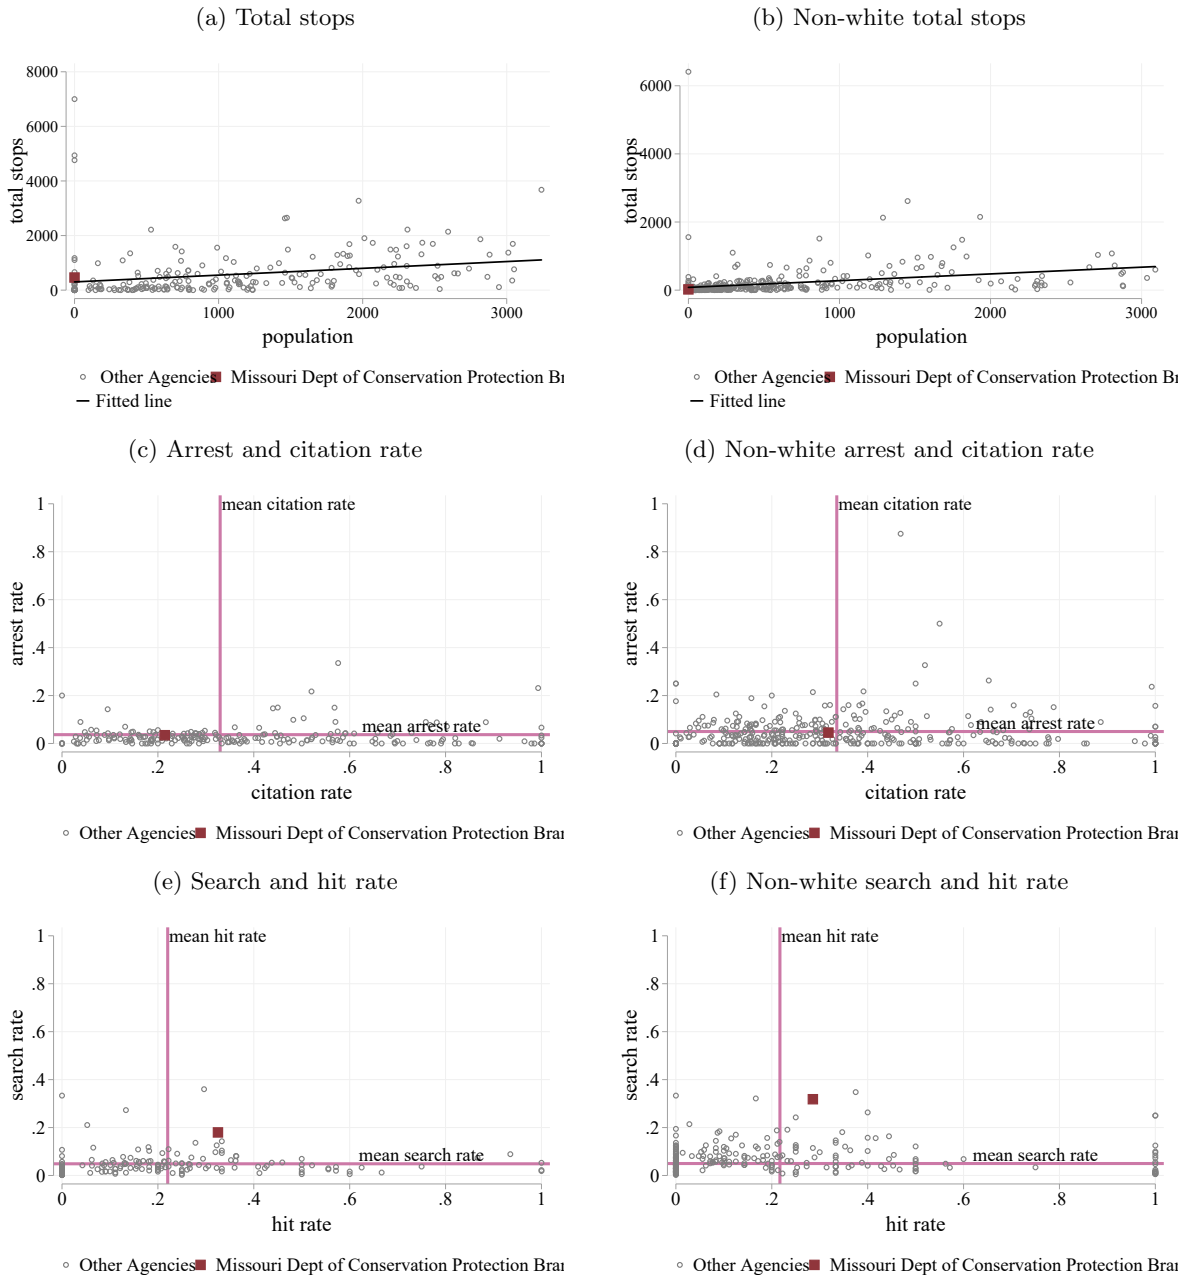 (a) Total stops
total stops
8000
6000
4000
2000
0
0 1000 2000 3000
population
Other Agencies Missouri Dept of Conservation Protection Br
Fitted line
(b) Non-white total stops
total stops
6000
4000
2000
0
0 1000 2000 3000
population
Other Agencies Missouri Dept of Conservation Protection Br
Fitted line
(c) Arrest and citation rate
arrest rate
1
.8
.6
.4
.2
0
mean citation rate
mean arrest rate
0 .2 .4 .6 .8 1
citation rate
Other Agencies Missouri Dept of Conservation Protection Bra
(d) Non-white arrest and citation rate
arrest rate
1
.8
.6
.4
.2
0
mean citation rate
mean arrest rate
0 .2 .4 .6 .8 1
citation rate
Other Agencies Missouri Dept of Conservation Protection Bra
(e) Search and hit rate
search rate
1
.8
.6
.4
.2
0
mean hit rate
mean search rate
0 .2 .4 .6 .8 1
hit rate
Other Agencies Missouri Dept of Conservation Protection Bra
(f) Non-white search and hit rate
search rate
1
.8
.6
.4
.2
0
mean hit rate
mean search rate
0 .2 .4 .6 .8 1
hit rate
Other Agencies Missouri Dept of Conservation Protection Bra